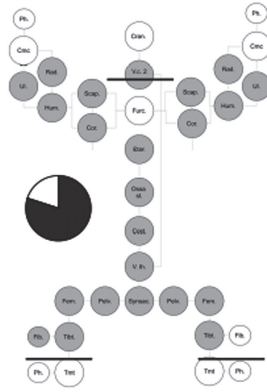 Ph.
Ph.
Cran.
Cmc
Cmc
Rad.
V.c. 2
Rad.
Ul.
Scap.
Scap.
Ul.
Hum.
Furc.
Hum.
Cor.
Cor.
Ster.
Ossa
st.
Cost.
V. th.
Fem.
Pelv.
Synsac.
Pelv.
Fem.
Fib.
Tibt.
Tibt.
Fib.
Ph.
Tmt
Tmt
Ph.